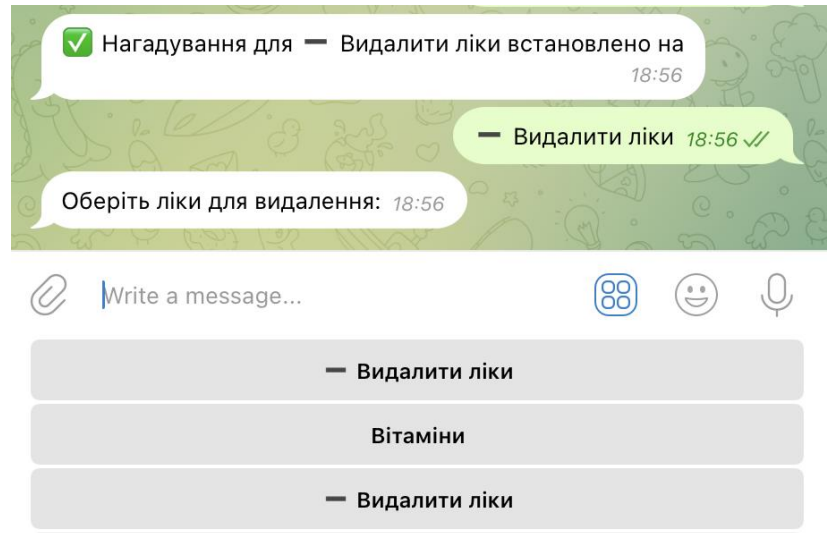 ✅ Нагадування для ➖ Видалити ліки встановлено на
18:56
➖ Видалити ліки 18:56
Оберіть ліки для видалення: 18:56
Write a message...
➖ Видалити ліки
Вітаміни
➖ Видалити ліки